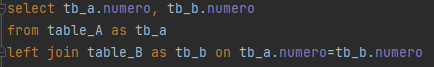 select tb_a.numero, tb_b.numero
from table_A as tb_a
left join table_B as tb_b on tb_a.numero=tb_b.numero